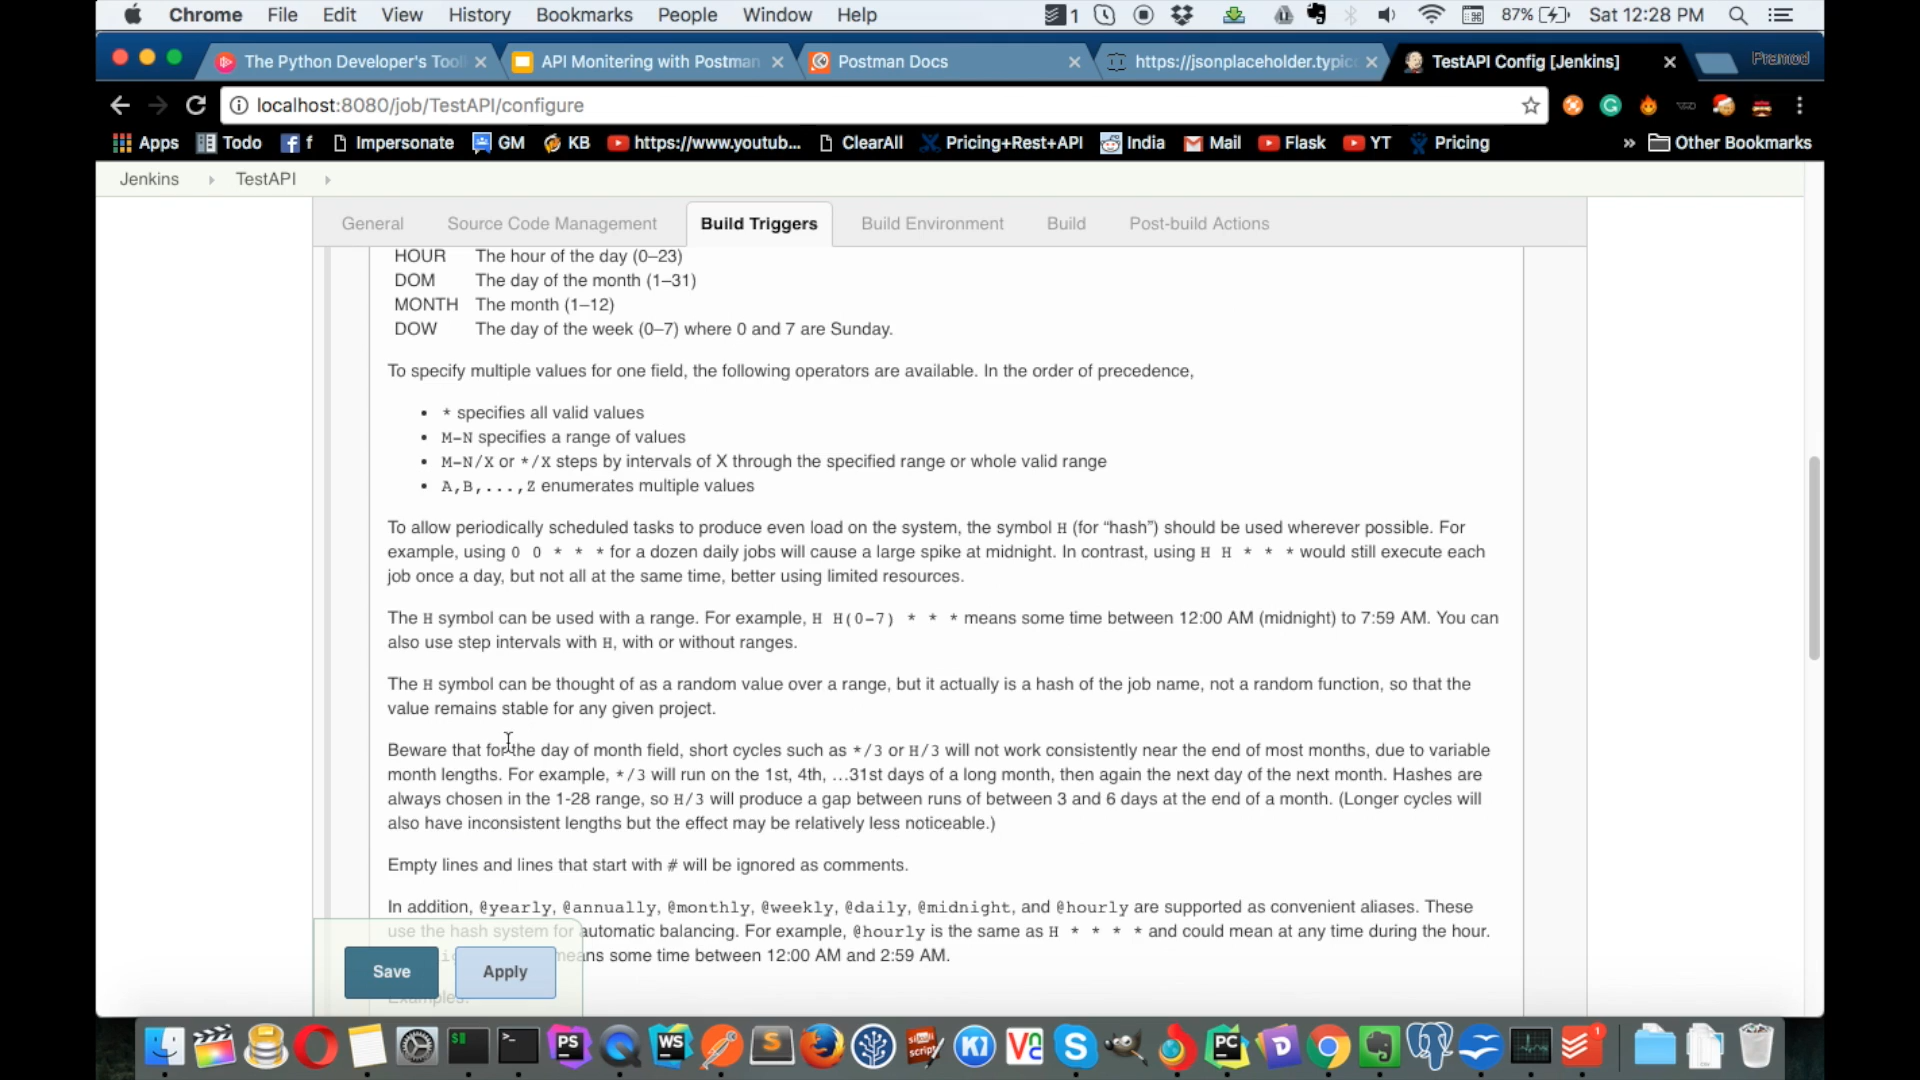 Chrome File Edit View History Bookmarks People Window Help 1 87% Sat 12:28 PM
The Python Developer's Tool API Monitering with Postman Postman Docs https://jsonplaceholder.typic TestAPI Config [Jenkins] Pramod
localhost:8080/job/TestAPI/configure
Apps Todo f Impersonate GM KB https://www.youtub... ClearAll Pricing+Rest+API India Mail Flask YT Pricing » Other Bookmarks
Jenkins TestAPI
General Source Code Management Build Triggers Build Environment Build Post-build Actions
HOUR The hour of the day (0–23)
DOM The day of the month (1–31)
MONTH The month (1–12)
DOW The day of the week (0–7) where 0 and 7 are Sunday.
To specify multiple values for one field, the following operators are available. In the order of precedence,
• * specifies all valid values
• M-N specifies a range of values
• M-N/X or */X steps by intervals of X through the specified range or whole valid range
• A,B,...,Z enumerates multiple values
To allow periodically scheduled tasks to produce even load on the system, the symbol H (for “hash”) should be used wherever possible. For
example, using 0 0 * * * for a dozen daily jobs will cause a large spike at midnight. In contrast, using H H * * * would still execute each
job once a day, but not all at the same time, better using limited resources.
The H symbol can be used with a range. For example, H H(0-7) * * * means some time between 12:00 AM (midnight) to 7:59 AM. You can
also use step intervals with H, with or without ranges.
The H symbol can be thought of as a random value over a range, but it actually is a hash of the job name, not a random function, so that the
value remains stable for any given project.
Beware that for the day of month field, short cycles such as */3 or H/3 will not work consistently near the end of most months, due to variable
month lengths. For example, */3 will run on the 1st, 4th, …31st days of a long month, then again the next day of the next month. Hashes are
always chosen in the 1-28 range, so H/3 will produce a gap between runs of between 3 and 6 days at the end of a month. (Longer cycles will
also have inconsistent lengths but the effect may be relatively less noticeable.)
Empty lines and lines that start with # will be ignored as comments.
In addition, @yearly, @annually, @monthly, @weekly, @daily, @midnight, and @hourly are supported as convenient aliases. These
use the hash system for automatic balancing. For example, @hourly is the same as H * * * * and could mean at any time during the hour.
means some time between 12:00 AM and 2:59 AM.
Save Apply
Examples:
PS WS S K1 VC S PC D 1